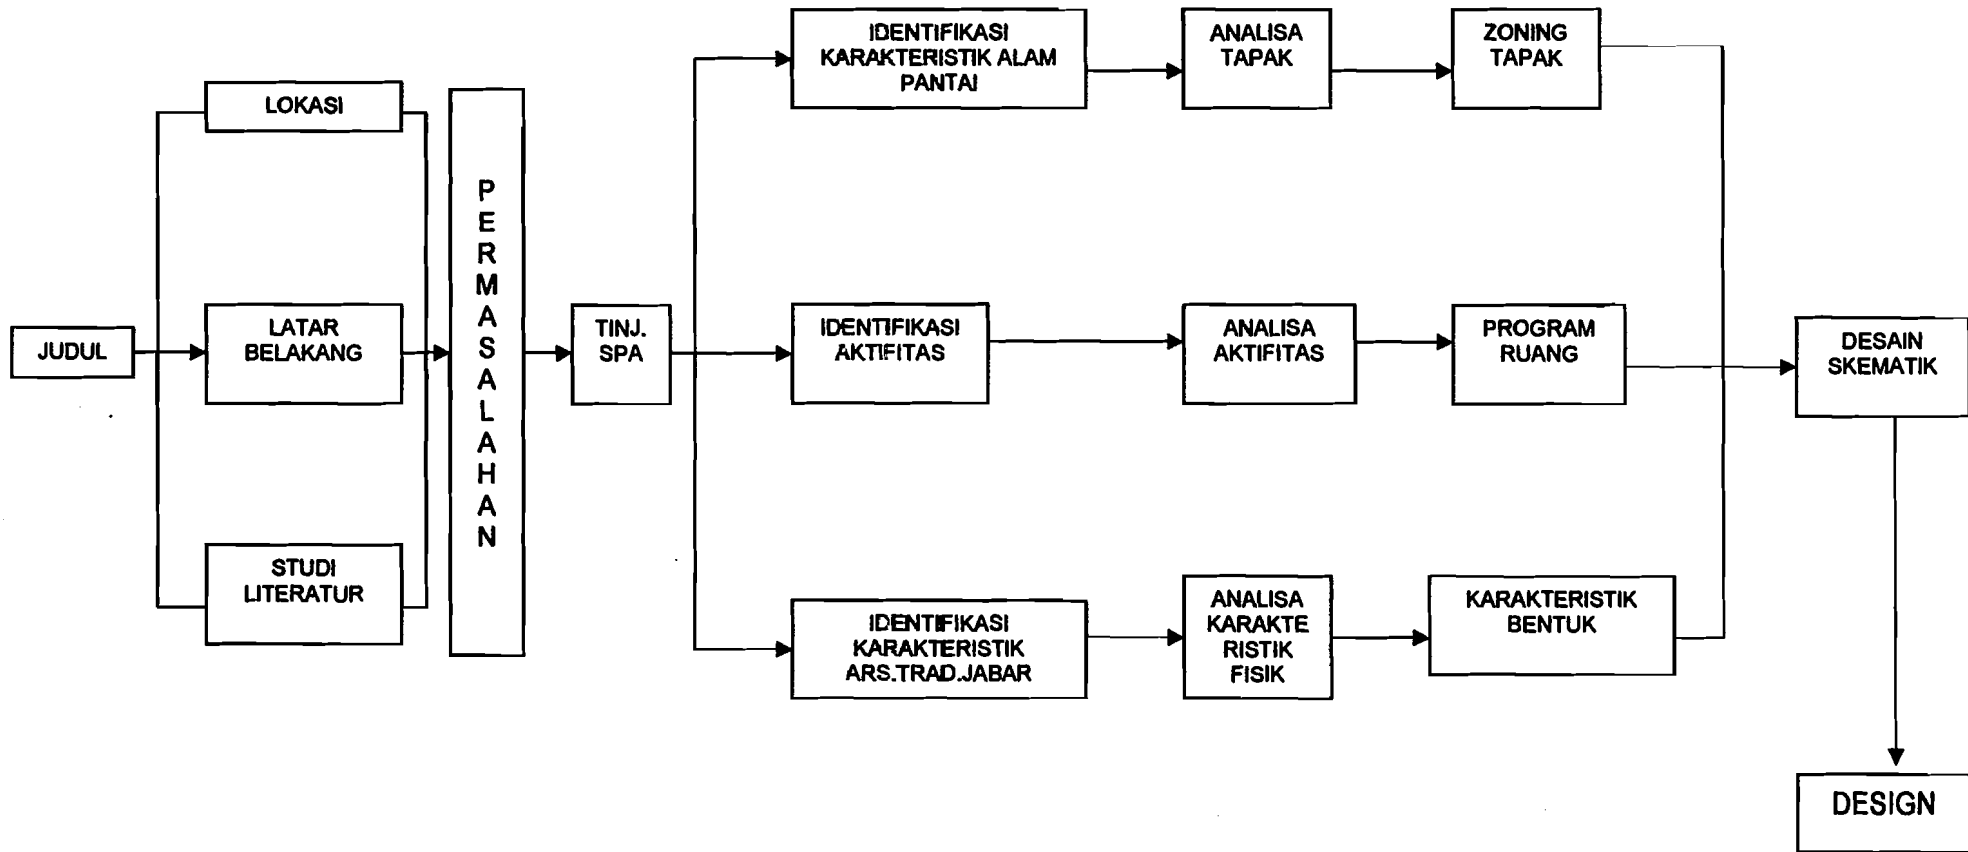 JUDUL
LOKASI
LATAR
BELAKANG
STUDI
LITERATUR
P
E
R
M
A
S
A
L
A
H
A
N
TINJ.
SPA
IDENTIFIKASI
KARAKTERISTIK ALAM
PANTAI
ANALISA
TAPAK
ZONING
TAPAK
IDENTIFIKASI
AKTIFITAS
ANALISA
AKTIFITAS
PROGRAM
RUANG
IDENTIFIKASI
KARAKTERISTIK
ARS.TRAD.JABAR
ANALISA
KARAKTE
RISTIK
FISIK
KARAKTERISTIK
BENTUK
DESAIN
SKEMATIK
DESIGN